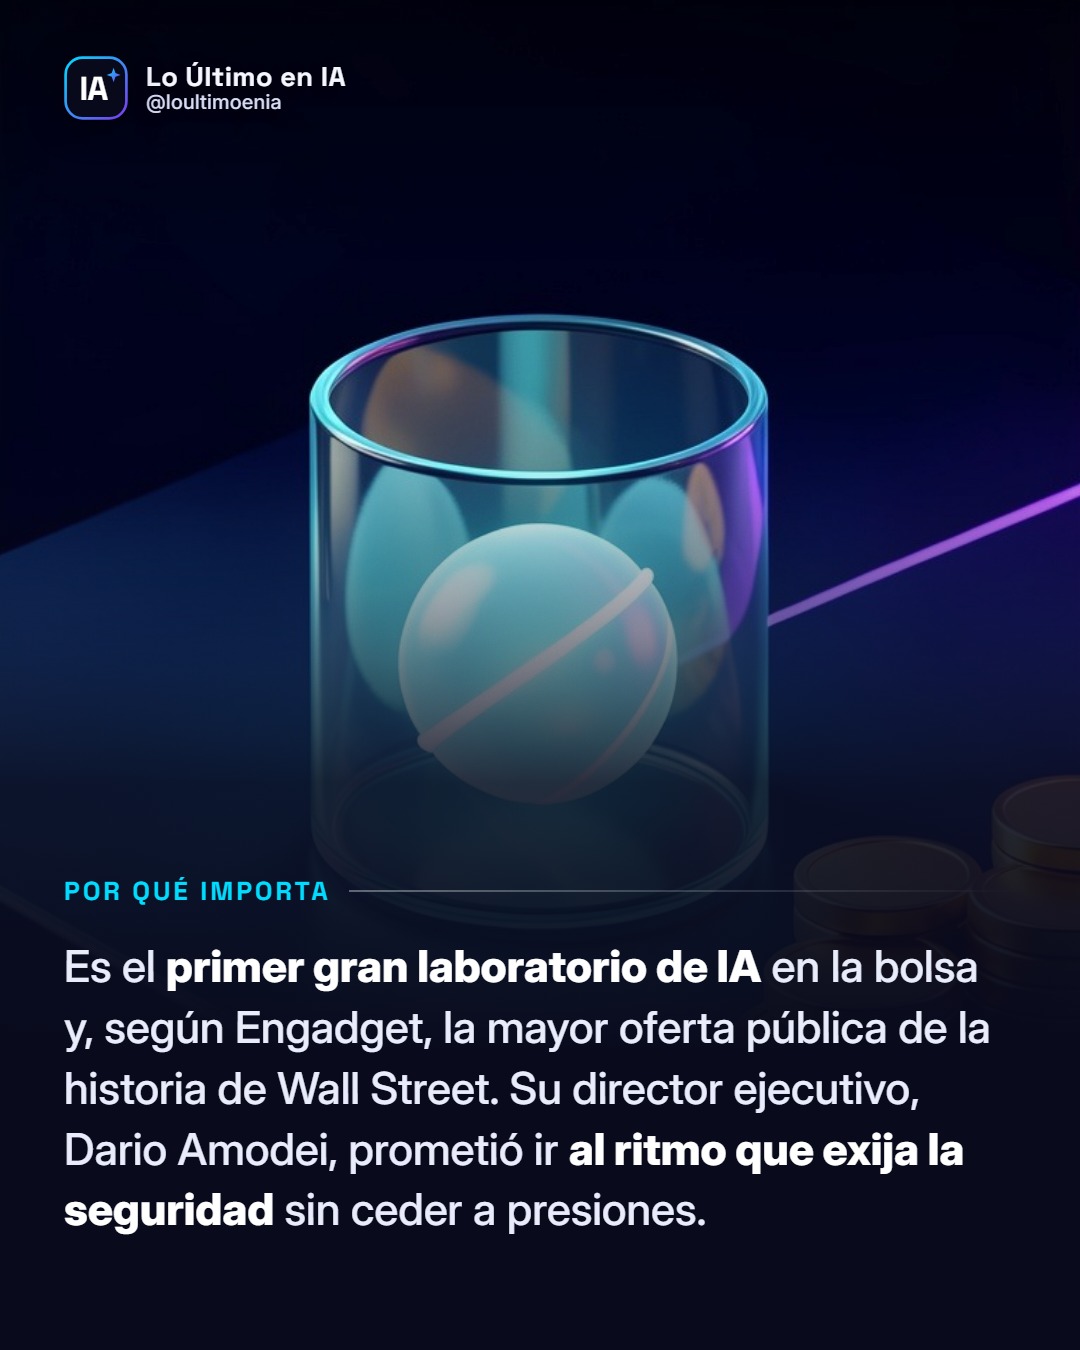 IA
Lo Último en IA
@loultimoenia
POR QUÉ IMPORTA
Es el primer gran laboratorio de IA en la bolsa
y, según Engadget, la mayor oferta pública de la
historia de Wall Street. Su director ejecutivo,
Dario Amodei, prometió ir al ritmo que exija la
seguridad sin ceder a presiones.